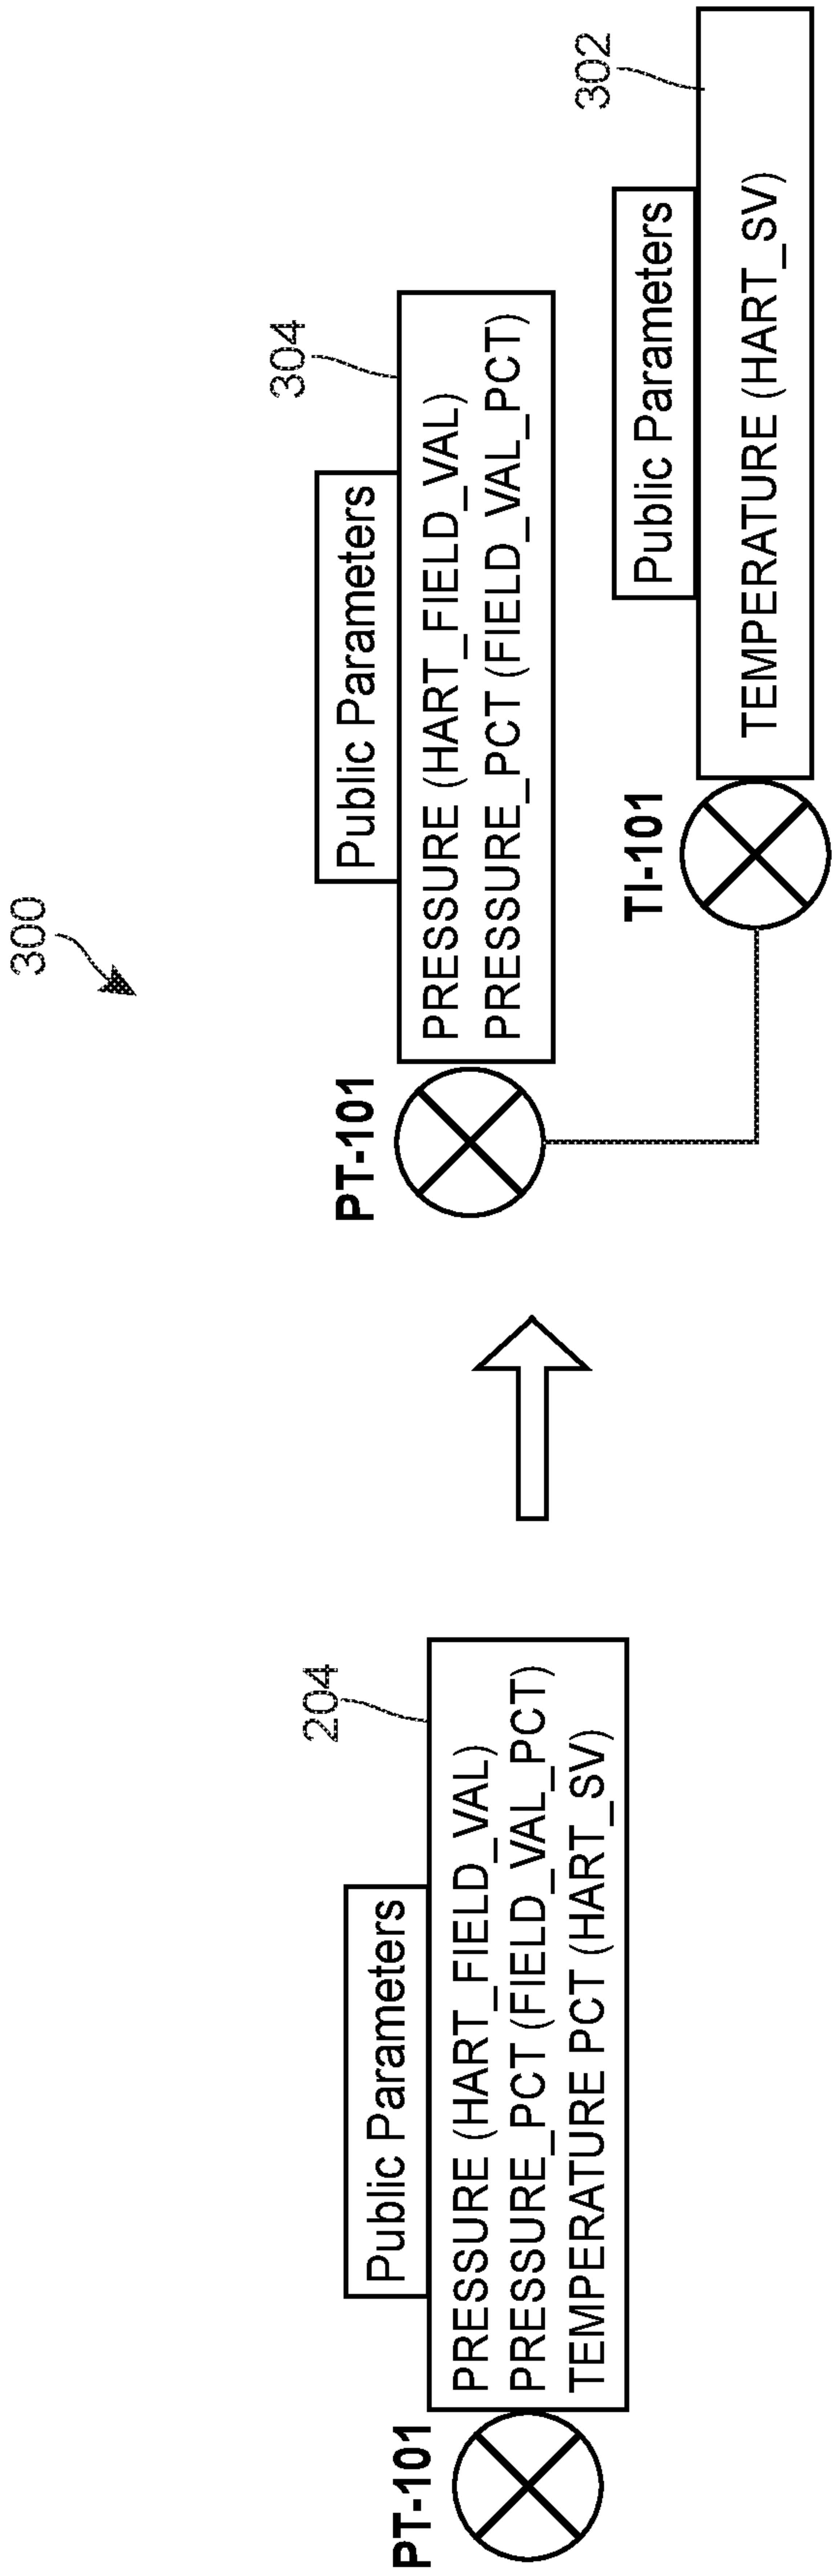 300
PT-101
Public Parameters
204
PRESSURE (HART_FIELD_VAL)
PRESSURE_PCT (FIELD_VAL_PCT)
TEMPERATURE PCT (HART_SV)
PT-101
Public Parameters
304
PRESSURE (HART_FIELD_VAL)
PRESSURE_PCT (FIELD_VAL_PCT)
TI-101
Public Parameters
302
TEMPERATURE (HART_SV)